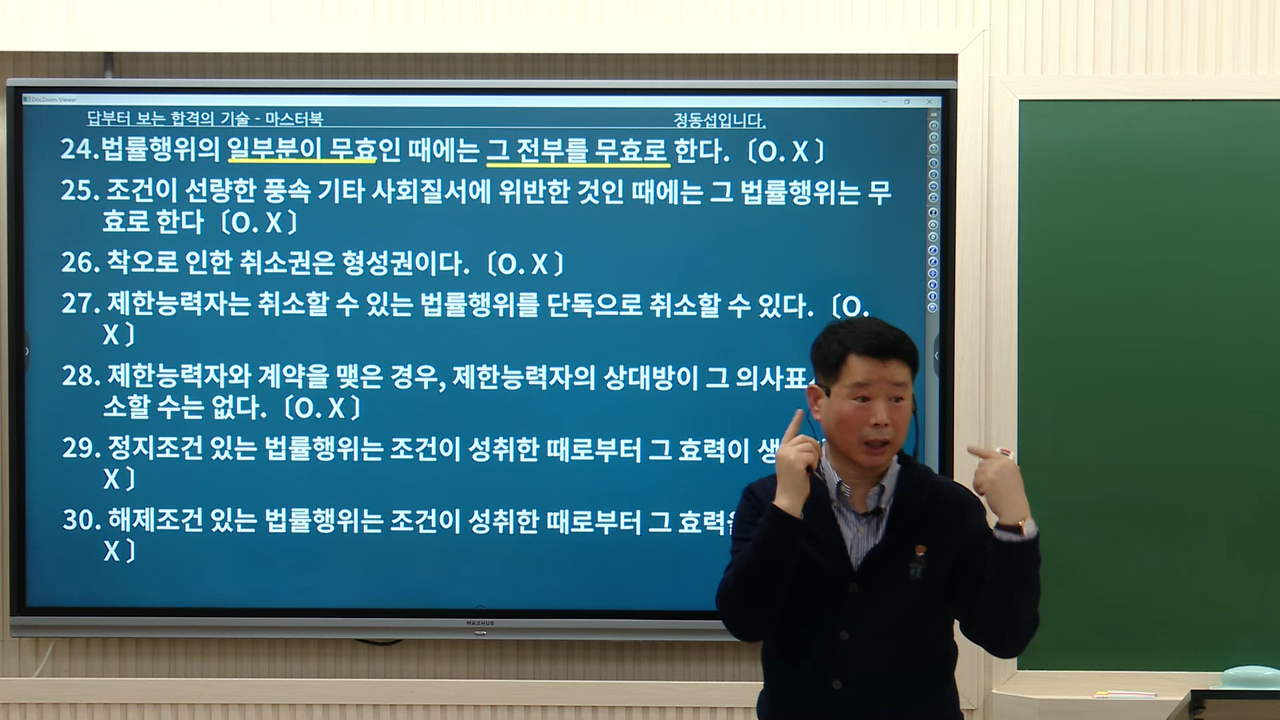 DocZoom Viewer
답부터 보는 합격의 기술 - 마스터북 정동섭입니다.
24.법률행위의 일부분이 무효인 때에는 그 전부를 무효로 한다.〔O. X 〕
25. 조건이 선량한 풍속 기타 사회질서에 위반한 것인 때에는 그 법률행위는 무
효로 한다〔O. X 〕
26. 착오로 인한 취소권은 형성권이다.〔O. X 〕
27. 제한능력자는 취소할 수 있는 법률행위를 단독으로 취소할 수 있다.〔O.
X 〕
28. 제한능력자와 계약을 맺은 경우, 제한능력자의 상대방이 그 의사표
소할 수는 없다.〔O. X 〕
29. 정지조건 있는 법률행위는 조건이 성취한 때로부터 그 효력이
X 〕
30. 해제조건 있는 법률행위는 조건이 성취한 때로부터 그
X 〕
MAXHUB